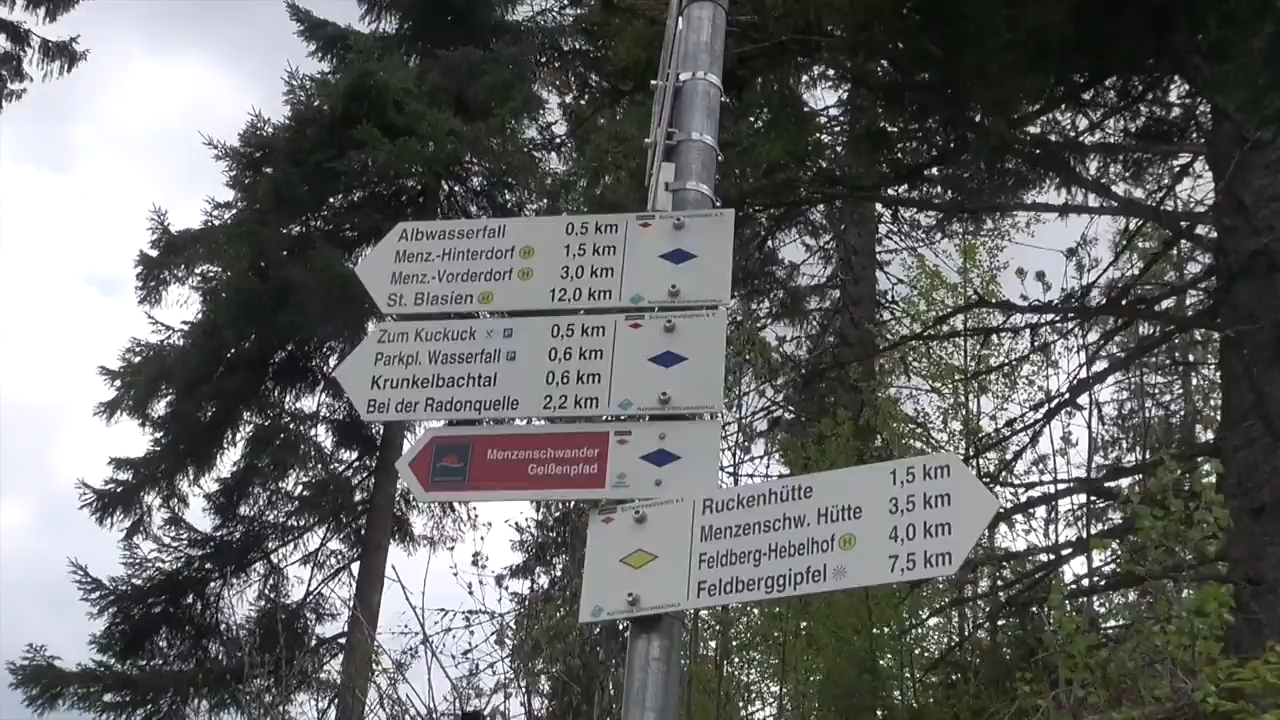 Albwasserfall 0.5 km
Menz.-Hinterdorf H 1,5 km
Menz.-Vorderdorf H 3,0 km
St. Blasien H 12,0 km
Schwarzwaldverein e.V.
Zum Kuckuck P 0,5 km
Parkpl. Wasserfall P 0,6 km
Krunkelbachtal 0,6 km
Bei der Radonquelle 2,2 km
Schwarzwaldverein e.V.
Menzenschwander
Geißenpfad
Schwarzwaldverein e.V.
Ruckenhütte 1,5 km
Menzenschw. Hütte 3,5 km
Feldberg-Hebelhof H 4,0 km
Feldberggipfel 7,5 km